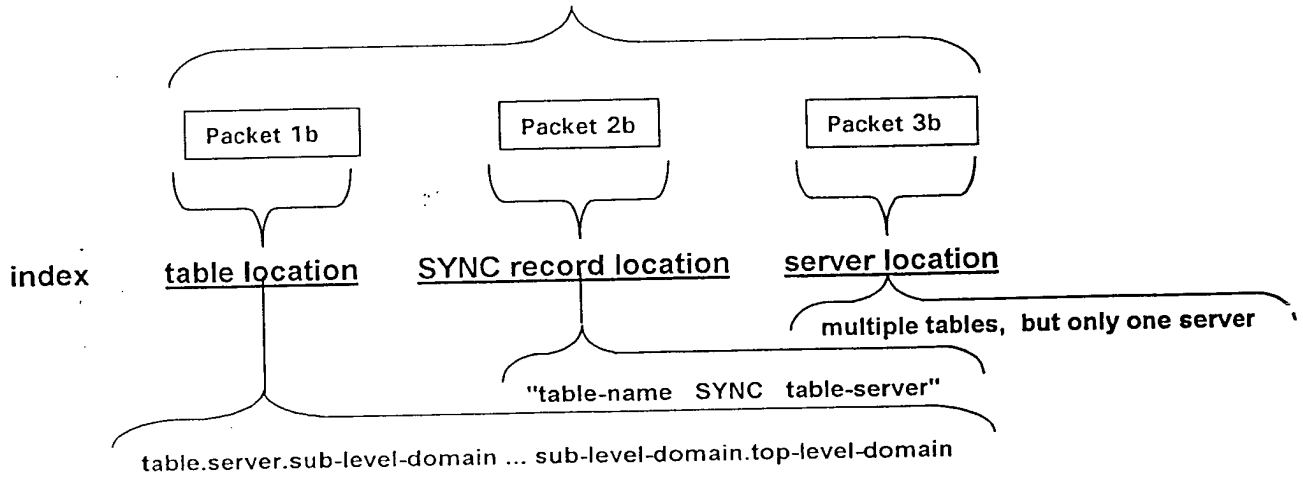 Packet 1b Packet 2b Packet 3b
index table location SYNC record location server location
multiple tables, but only one server
"table-name SYNC table-server"
table.server.sub-level-domain ... sub-level-domain.top-level-domain